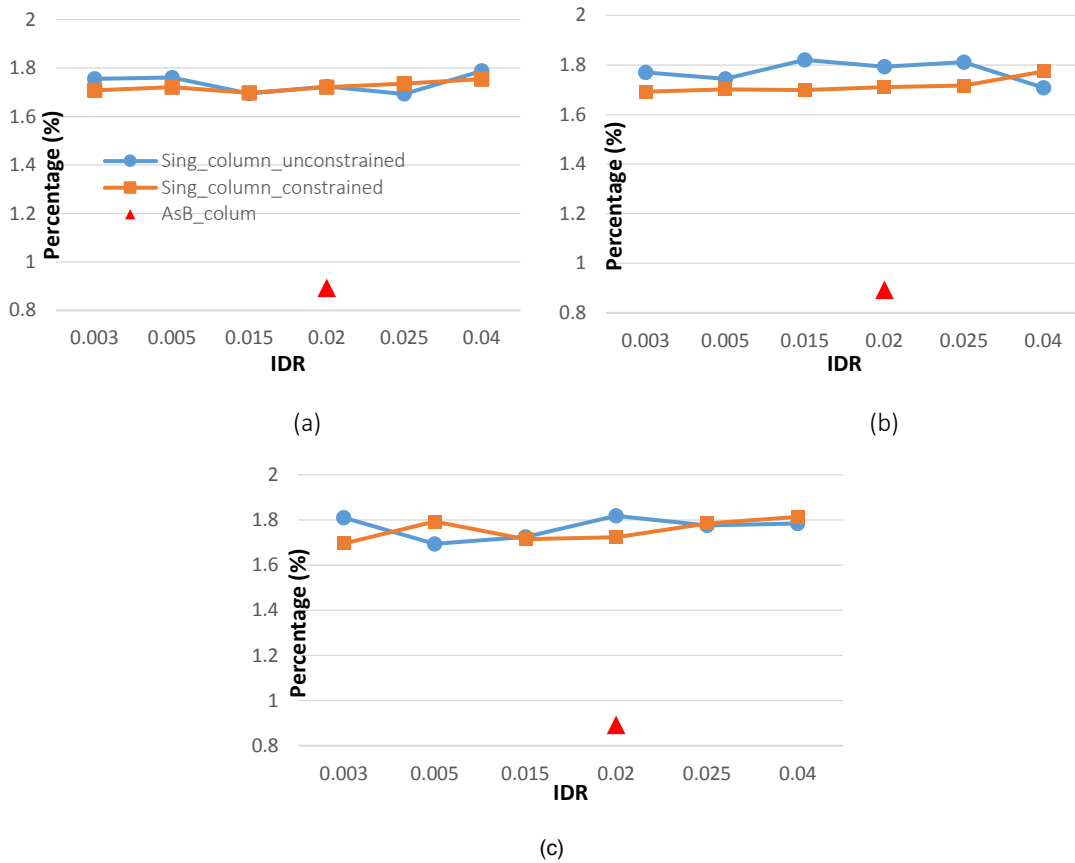 2
1.8
1.6
1.4
1.2
1
0.8
Percentage (%)
Sing_column_unconstrained
Sing_column_constrained
AsB_colum
0.003 0.005 0.015 0.02 0.025 0.04
IDR
(a)
2
1.8
1.6
1.4
1.2
1
0.8
Percentage (%)
0.003 0.005 0.015 0.02 0.025 0.04
IDR
(b)
2
1.8
1.6
1.4
1.2
1
0.8
Percentage (%)
0.003 0.005 0.015 0.02 0.025 0.04
IDR
(c)